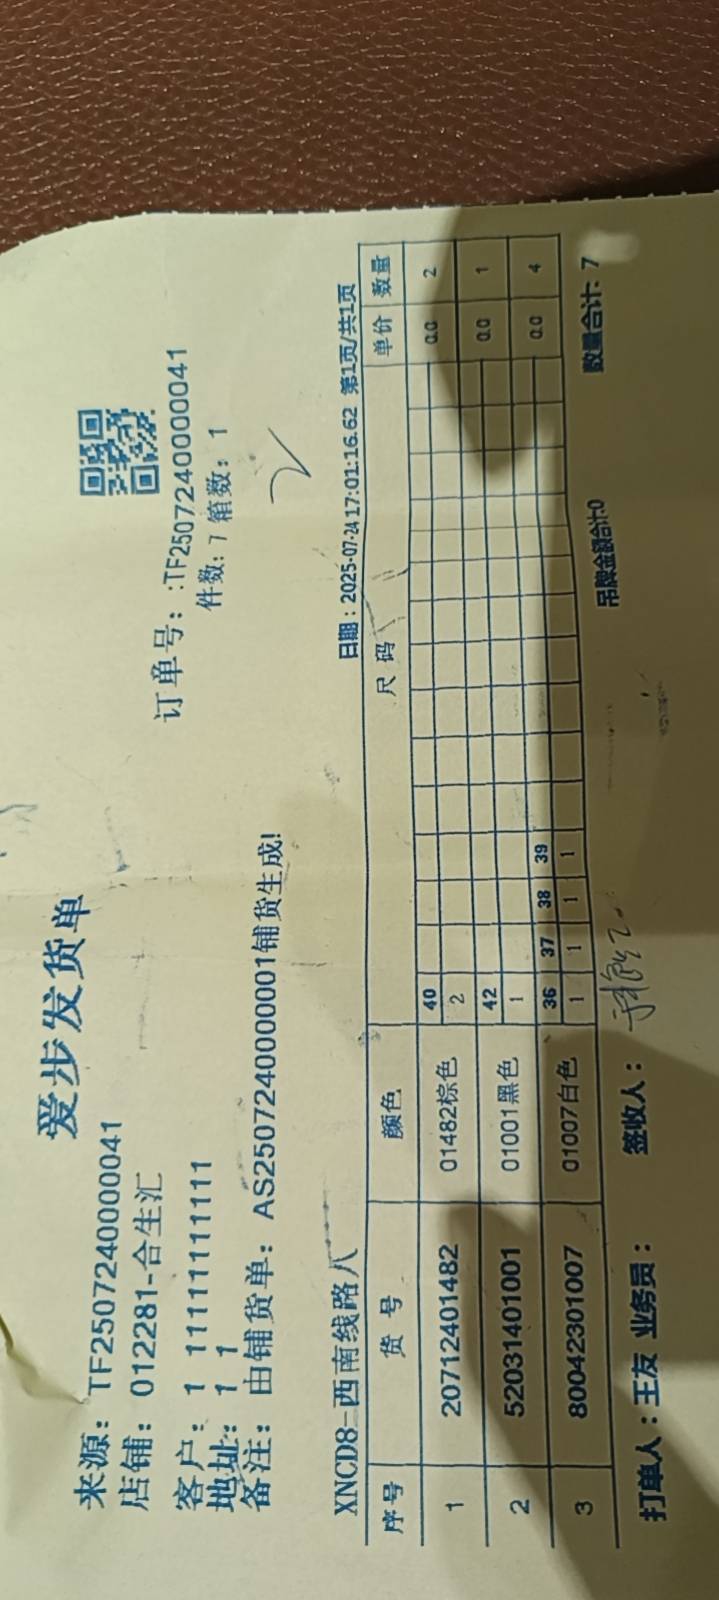 爱步发货单
来源：TF2507240000041
订单号：:TF2507240000041
店铺：012281-合生汇
件数：7 箱数：1
客户：1 11111111111
地址：1 1
备注：由铺货单：AS2507240000001铺货生成!
XNCD8-西南线路八 日期：2025-07-24 17:01:16.62 第1页/共1页
序号 货号 颜色 尺码 单价 数量
40
1 20712401482 01482棕色 2 0.0 2
42
2 52031401001 01001黑色 1 0.0 1
36 37 38 39
3 80042301007 01007白色 1 1 1 1 0.0 4
吊牌金额合计:0 数量合计: 7
打单人：王友 业务员： 签收人：